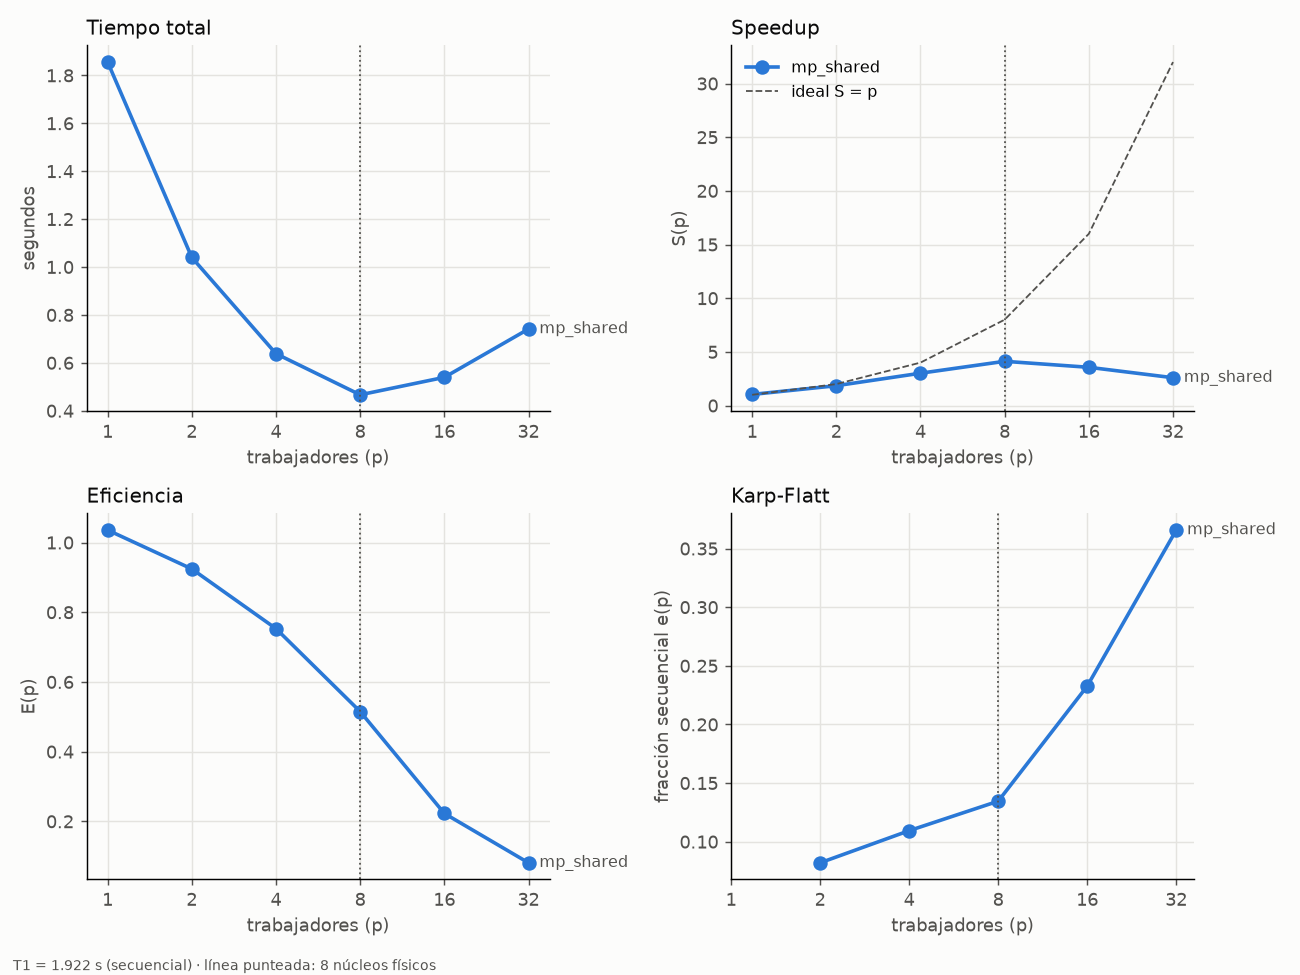 Tiempo total
segundos
1.8
1.6
1.4
1.2
1.0
0.8
0.6
0.4
mp_shared
1 2 4 8 16 32
trabajadores (p)
Speedup
mp_shared
ideal S = p
S(p)
30
25
20
15
10
5
0
mp_shared
1 2 4 8 16 32
trabajadores (p)
Eficiencia
E(p)
1.0
0.8
0.6
0.4
0.2
mp_shared
1 2 4 8 16 32
trabajadores (p)
Karp-Flatt
fracción secuencial e(p)
0.35
0.30
0.25
0.20
0.15
0.10
mp_shared
1 2 4 8 16 32
trabajadores (p)
T1 = 1.922 s (secuencial) · línea punteada: 8 núcleos físicos